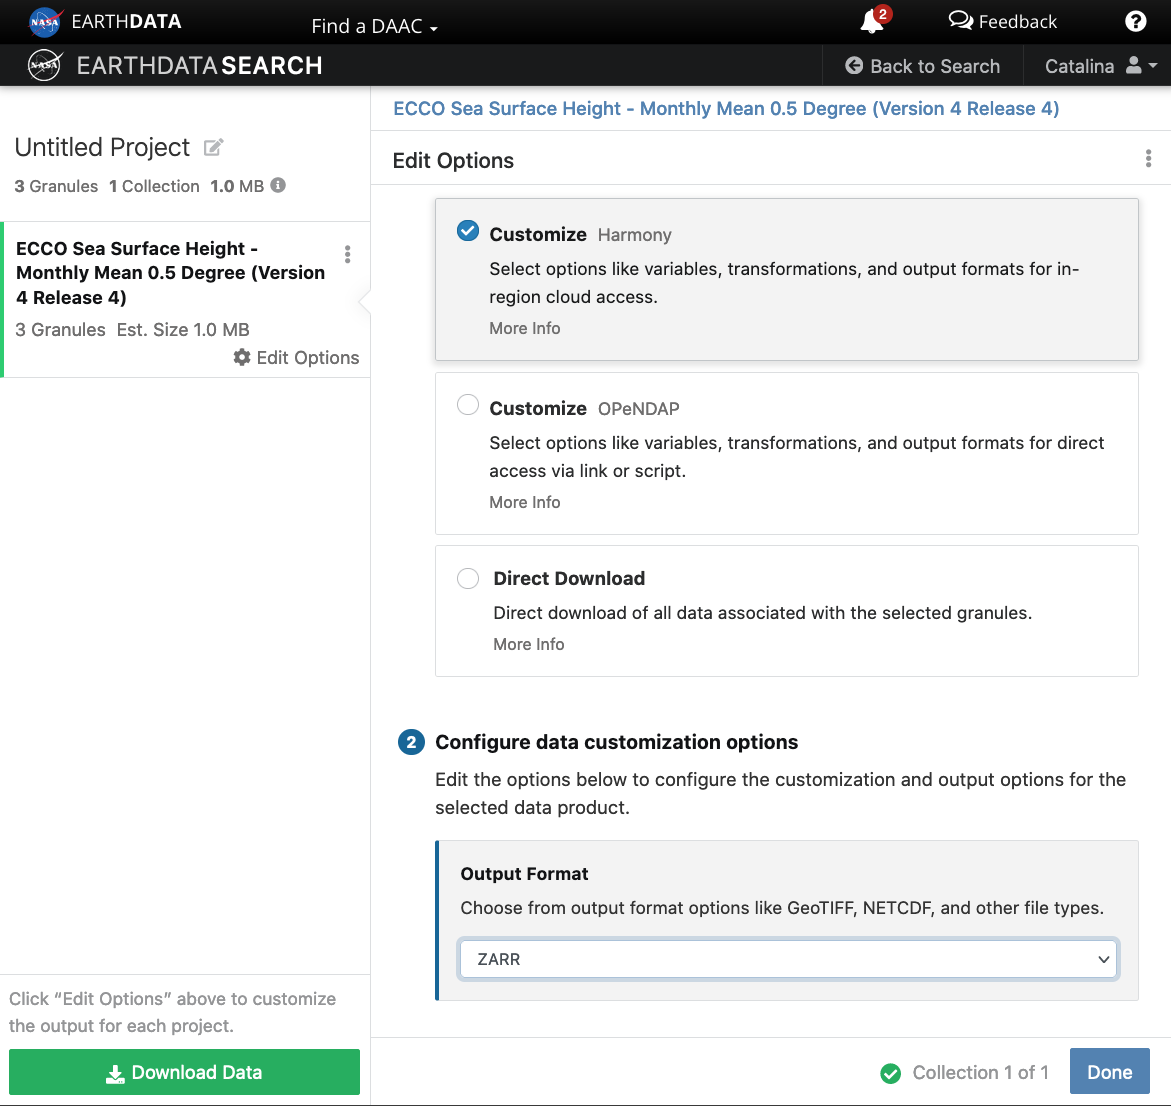 NASA EARTHDATA
Find a DAAC
2
Feedback
?
NASA EARTHDATASEARCH
Back to Search
Catalina
Untitled Project
3 Granules 1 Collection 1.0 MB
ECCO Sea Surface Height -
Monthly Mean 0.5 Degree (Version
4 Release 4)
3 Granules Est. Size 1.0 MB
Edit Options
Click “Edit Options” above to customize
the output for each project.
Download Data
ECCO Sea Surface Height - Monthly Mean 0.5 Degree (Version 4 Release 4)
Edit Options
Customize Harmony
Select options like variables, transformations, and output formats for in-
region cloud access.
More Info
Customize OPeNDAP
Select options like variables, transformations, and output formats for direct
access via link or script.
More Info
Direct Download
Direct download of all data associated with the selected granules.
More Info
2 Configure data customization options
Edit the options below to configure the customization and output options for the
selected data product.
Output Format
Choose from output format options like GeoTIFF, NETCDF, and other file types.
ZARR
Collection 1 of 1
Done